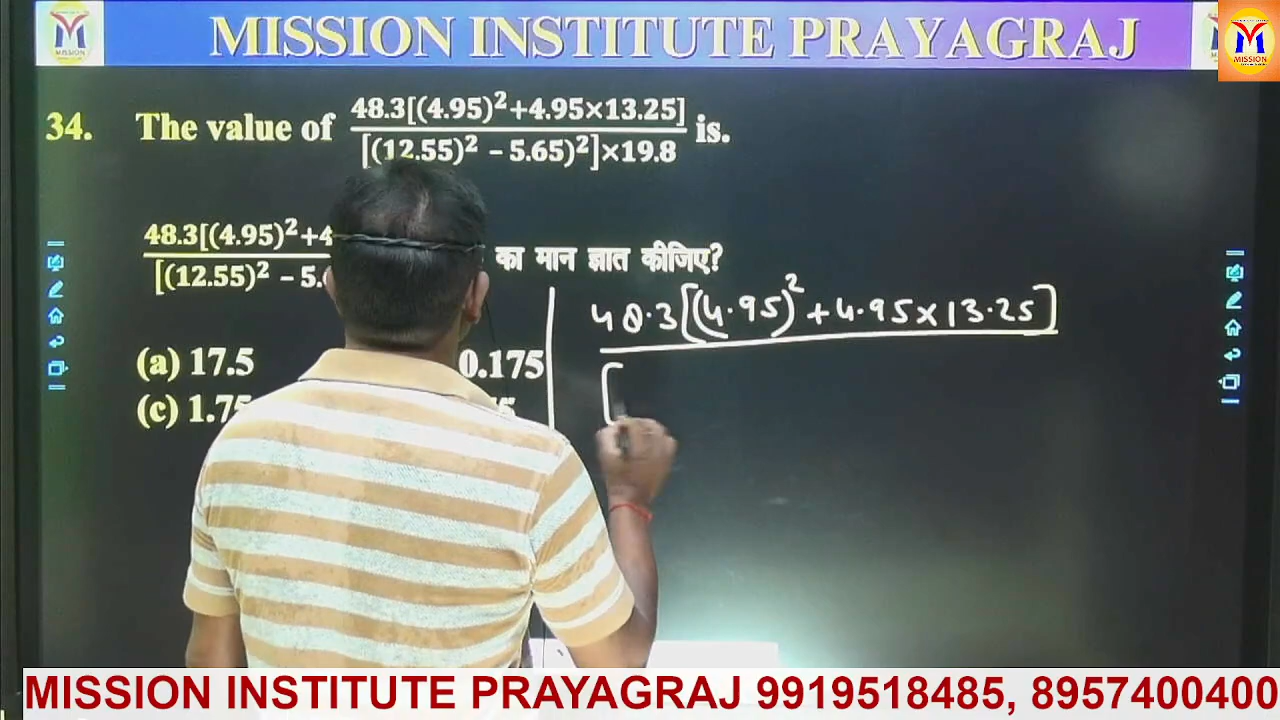 MISSION INSTITUTE PRAYAGRAJ
MISSION
MISSION
34. The value of 48.3[(4.95)²+4.95×13.25] / [(12.55)² - 5.65)²]×19.8 is.
48.3[(4.95)²+4
[(12.55)² - 5.
का मान ज्ञात कीजिए?
48.3[(4.95)²+4.95×13.25]
[
(a) 17.5 0.175
(c) 1.75
MISSION INSTITUTE PRAYAGRAJ 9919518485, 8957400400